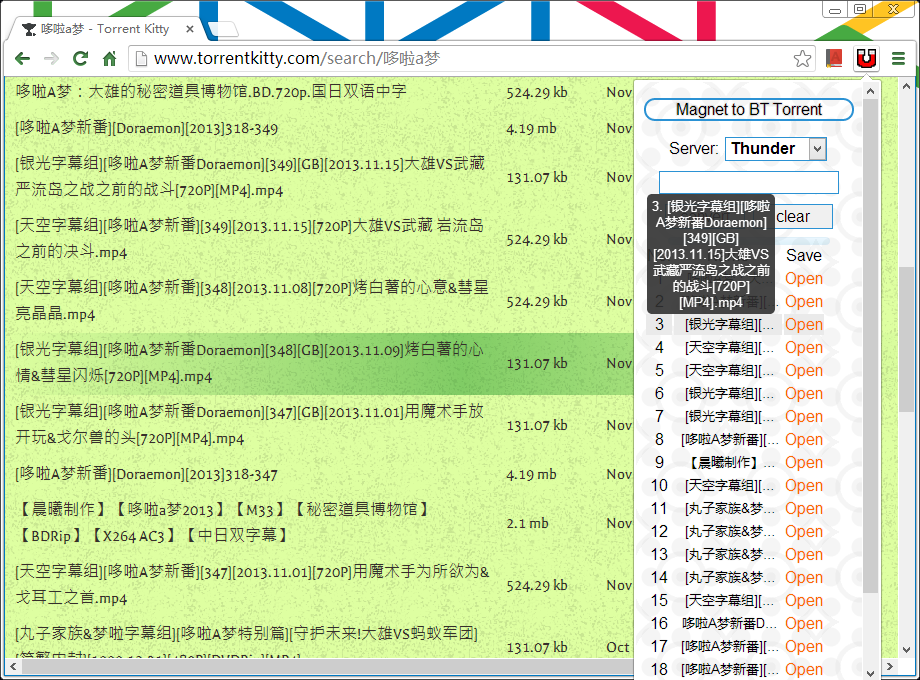 哆啦a梦 - Torrent Kitty
www.torrentkitty.com/search/哆啦a梦
哆啦A梦：大雄的秘密道具博物馆.BD.720p.国日双语中字 524.29 kb Nov
[哆啦A梦新番][Doraemon][2013]318-349 4.19 mb Nov
[银光字幕组][哆啦A梦新番Doraemon][349][GB][2013.11.15]大雄VS武藏
严流岛之战之前的战斗[720P][MP4].mp4 131.07 kb Nov
[天空字幕组][哆啦A梦新番][349][2013.11.15][720P]大雄VS武藏 岩流岛
之前的决斗.mp4 524.29 kb Nov
[天空字幕组][哆啦A梦新番][348][2013.11.08][720P]烤白薯的心意&彗星
亮晶晶.mp4 524.29 kb Nov
[银光字幕组][哆啦A梦新番Doraemon][348][GB][2013.11.09]烤白薯的心
情&彗星闪烁[720P][MP4].mp4 131.07 kb Nov
[银光字幕组][哆啦A梦新番Doraemon][347][GB][2013.11.01]用魔术手放
开玩&戈尔兽的头[720P][MP4].mp4 131.07 kb Nov
[哆啦A梦新番][Doraemon][2013]318-347 4.19 mb Nov
【晨曦制作】【哆啦a梦2013】【M33】【秘密道具博物馆】
【BDRip】【X264 AC3】【中日双字幕】 2.1 mb Nov
[天空字幕组][哆啦A梦新番][347][2013.11.01][720P]用魔术手为所欲为&
戈耳工之首.mp4 524.29 kb Nov
[丸子家族&梦啦字幕组][哆啦A梦特别篇][守护未来!大雄VS蚂蚁军团]
131.07 kb Oct
Magnet to BT Torrent
Server: Thunder
clear
3. [银光字幕组][哆啦
A梦新番Doraemon]
[349][GB]
[2013.11.15]大雄VS
武藏严流岛之战之前
的战斗[720P]
[MP4].mp4
Save
Open
Open
3 [银光字幕组][... Open
4 [天空字幕组][... Open
5 [天空字幕组][... Open
6 [银光字幕组][... Open
7 [银光字幕组][... Open
8 [哆啦A梦新番][... Open
9 【晨曦制作】... Open
10 [天空字幕组][... Open
11 [丸子家族&梦... Open
12 [丸子家族&梦... Open
13 [丸子家族&梦... Open
14 [丸子家族&梦... Open
15 [天空字幕组][... Open
16 哆啦A梦新番D... Open
17 [哆啦A梦新番][... Open
18 [哆啦A梦新番][... Open